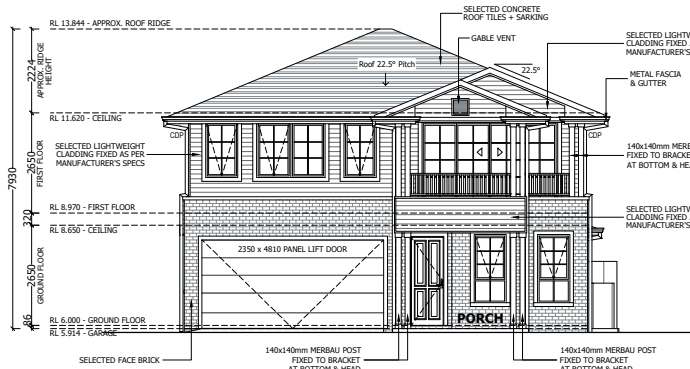 SELECTED CONCRETE
ROOF TILES + SARKING
RL 13.844 - APPROX. ROOF RIDGE
GABLE VENT
SELECTED LIGHTW
CLADDING FIXED A
MANUFACTURER'S
Roof 22.5° Pitch
22.5°
METAL FASCIA
& GUTTER
2224
APPROX. RIDGE
HEIGHT
RL 11.620 - CEILING
CDP
CDP
SELECTED LIGHTWEIGHT
CLADDING FIXED AS PER
MANUFACTURER'S SPECS
140x140mm MERB
FIXED TO BRACKET
AT BOTTOM & HEA
7930
2650
FIRST FLOOR
RL 8.970 - FIRST FLOOR
SELECTED LIGHTW
CLADDING FIXED A
MANUFACTURER'S
320
RL 8.650 - CEILING
2350 x 4810 PANEL LIFT DOOR
2650
GROUND FLOOR
RL 6.000 - GROUND FLOOR
PORCH
86
RL 5.914 - GARAGE
SELECTED FACE BRICK
140x140mm MERBAU POST
FIXED TO BRACKET
AT BOTTOM & HEAD
140x140mm MERBAU POST
FIXED TO BRACKET
AT BOTTOM & HEAD